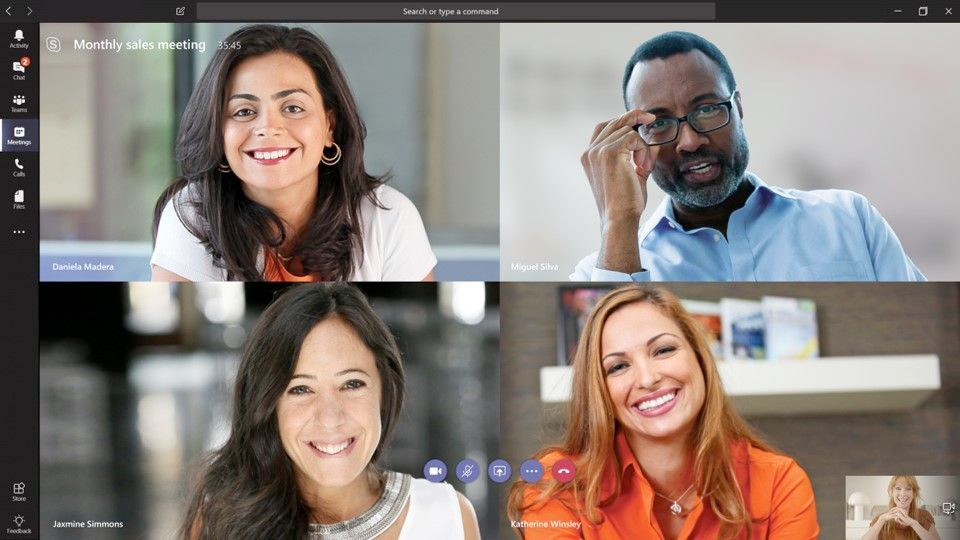 Search or type a command
Activity
2
Chat
Teams
Meetings
Calls
Files
Store
Feedback
Monthly sales meeting 35:45
Daniela Madera
Miguel Silva
Jaxmine Simmons
Katherine Winsley